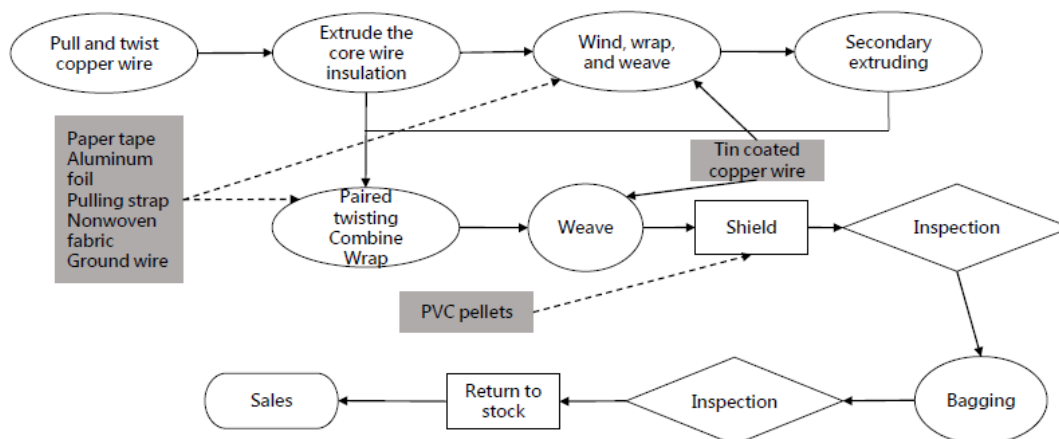 Pull and twist
copper wire
Extrude the
core wire
insulation
Wind, wrap,
and weave
Secondary
extruding
Paper tape
Aluminum
foil
Pulling strap
Nonwoven
fabric
Ground wire
Tin coated
copper wire
Paired
twisting
Combine
Wrap
Weave
Shield
Inspection
PVC pellets
Sales
Return to
stock
Inspection
Bagging